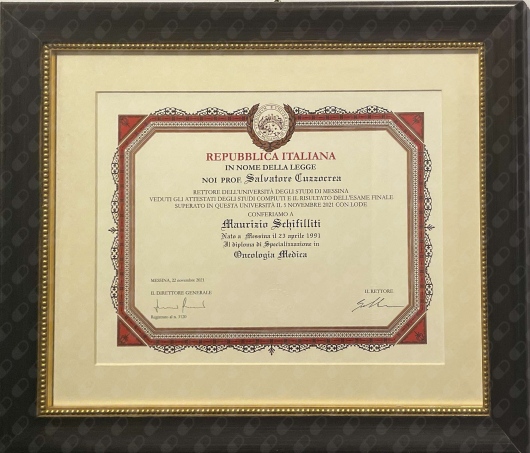 REPUBBLICA ITALIANA
IN NOME DELLA LEGGE
NOI PROF. Salvatore Cuzzocrea
RETTORE DELL'UNIVERSITÀ DEGLI STUDI DI MESSINA
VEDUTI GLI ATTESTATI DEGLI STUDI COMPIUTI E IL RISULTATO DELL'ESAME FINALE
SUPERATO IN QUESTA UNIVERSITÀ IL 3 NOVEMBRE 2021 CON LODE
CONFERIAMO A
Maurizio Schifilliti
Nato a Messina il 23 aprile 1991
Il diploma di Specializzazione in
Oncologia Medica
MESSINA, 22 novembre 2021
IL DIRETTORE GENERALE
IL RETTORE